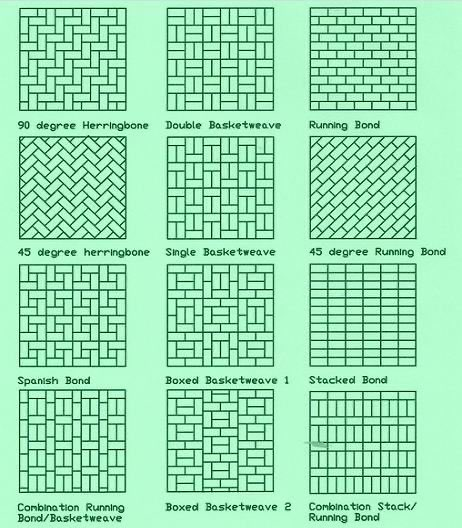 90 degree Herringbone
Double Basketweave
Running Bond
45 degree herringbone
Single Basketweave
45 degree Running Bond
Spanish Bond
Boxed Basketweave 1
Stacked Bond
Combination Running
Bond/Basketweave
Boxed Basketweave 2
Combination Stack/
Running Bond